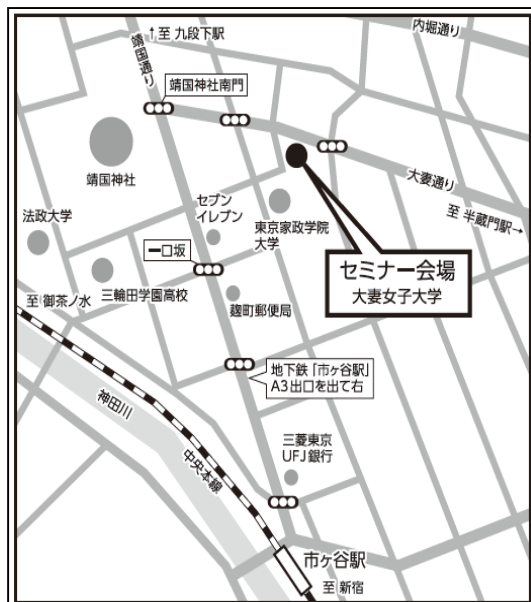 ↑至 九段下駅
内堀通り
靖国通り
靖国神社南門
靖国神社
大妻通り
至 半蔵門駅→
セブン
イレブン
東京家政学院
大学
法政大学
一口坂
セミナー会場
大妻女子大学
三輪田学園高校
至 御茶ノ水
麹町郵便局
地下鉄「市ヶ谷駅」
A3出口を出て右
神田川
中央本線
三菱東京
UFJ銀行
市ヶ谷駅
至 新宿